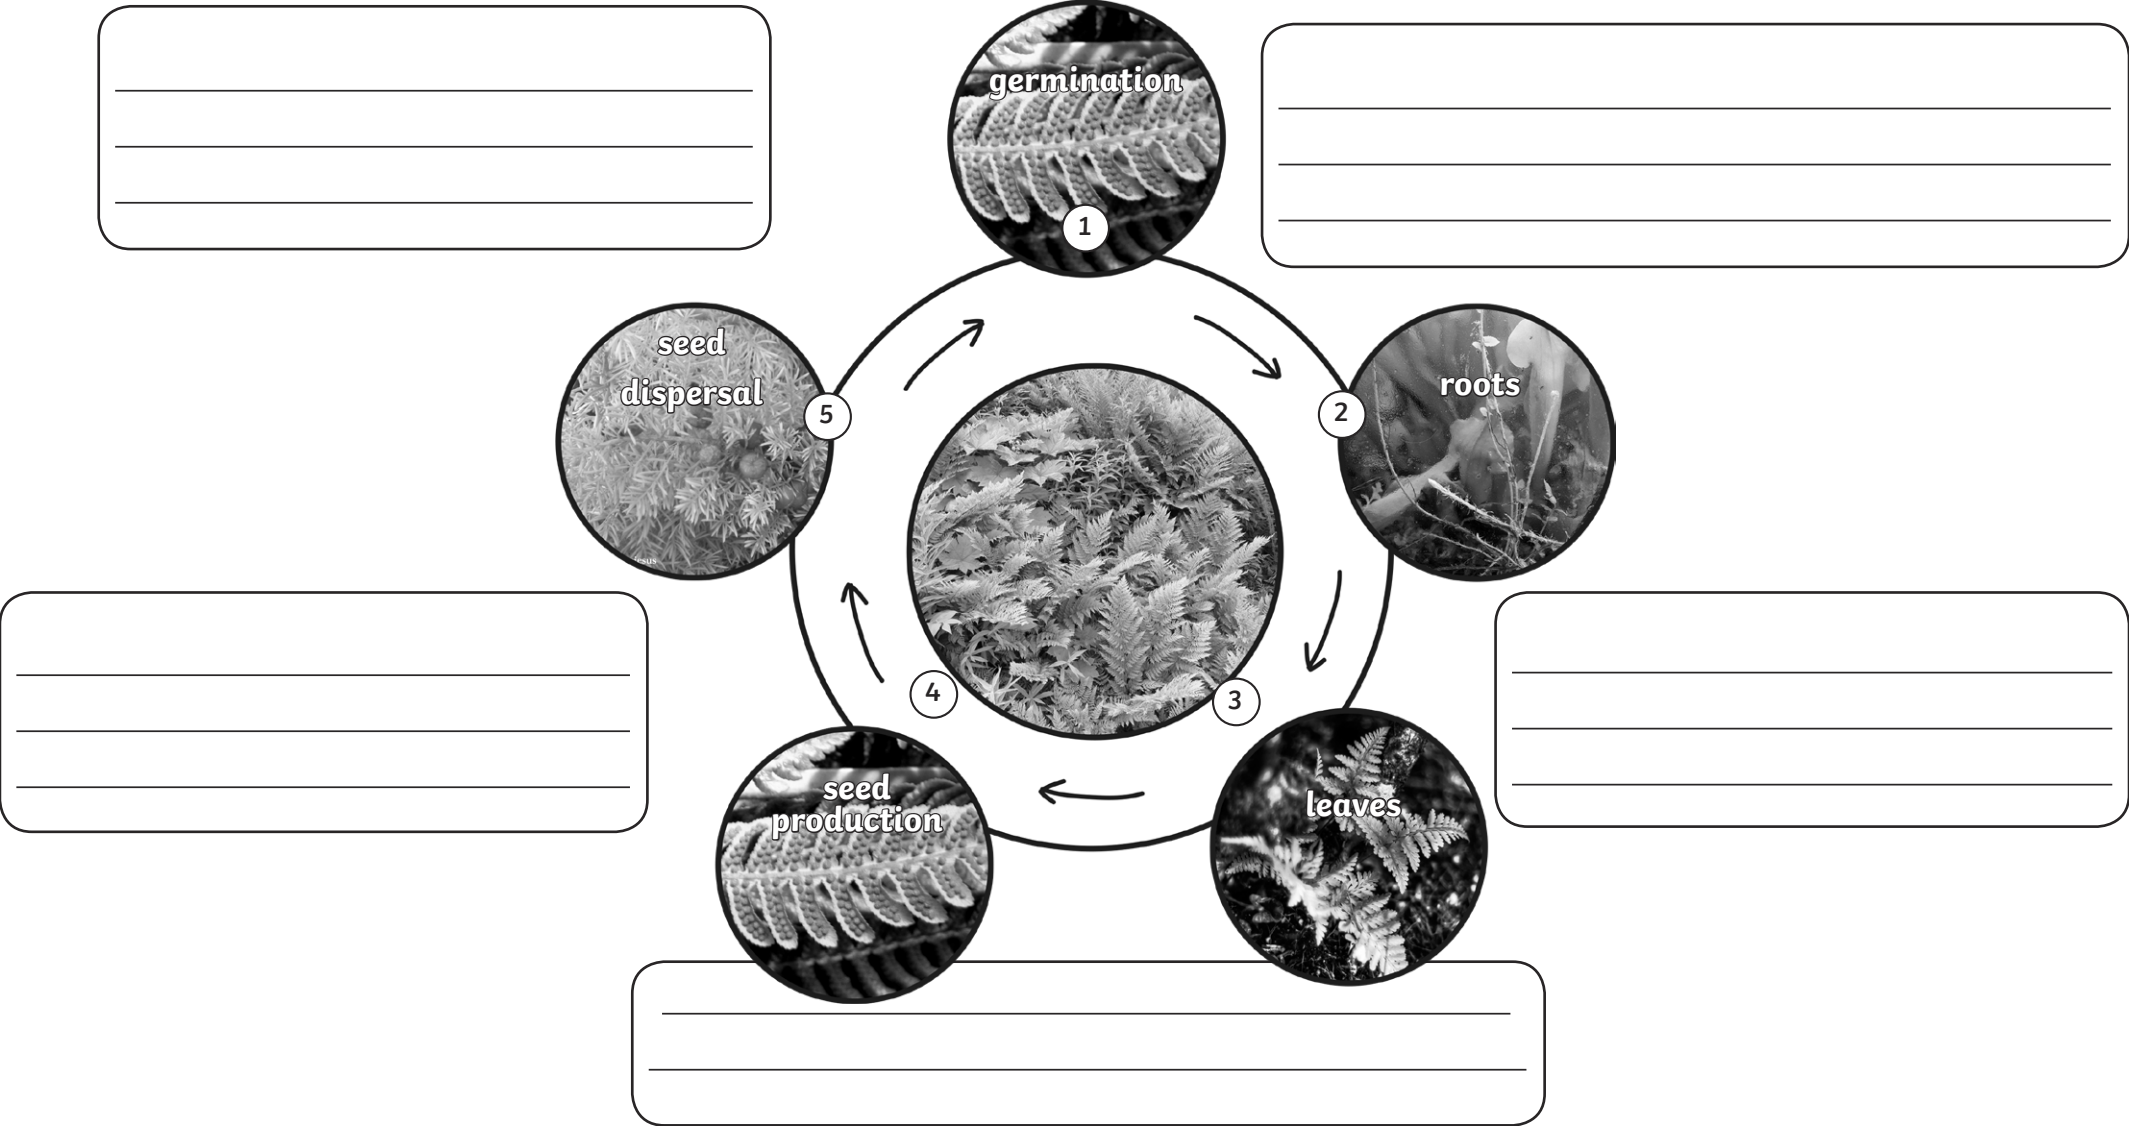 germination
1
roots
2
3
leaves
seed
production
4
seed
dispersal
5